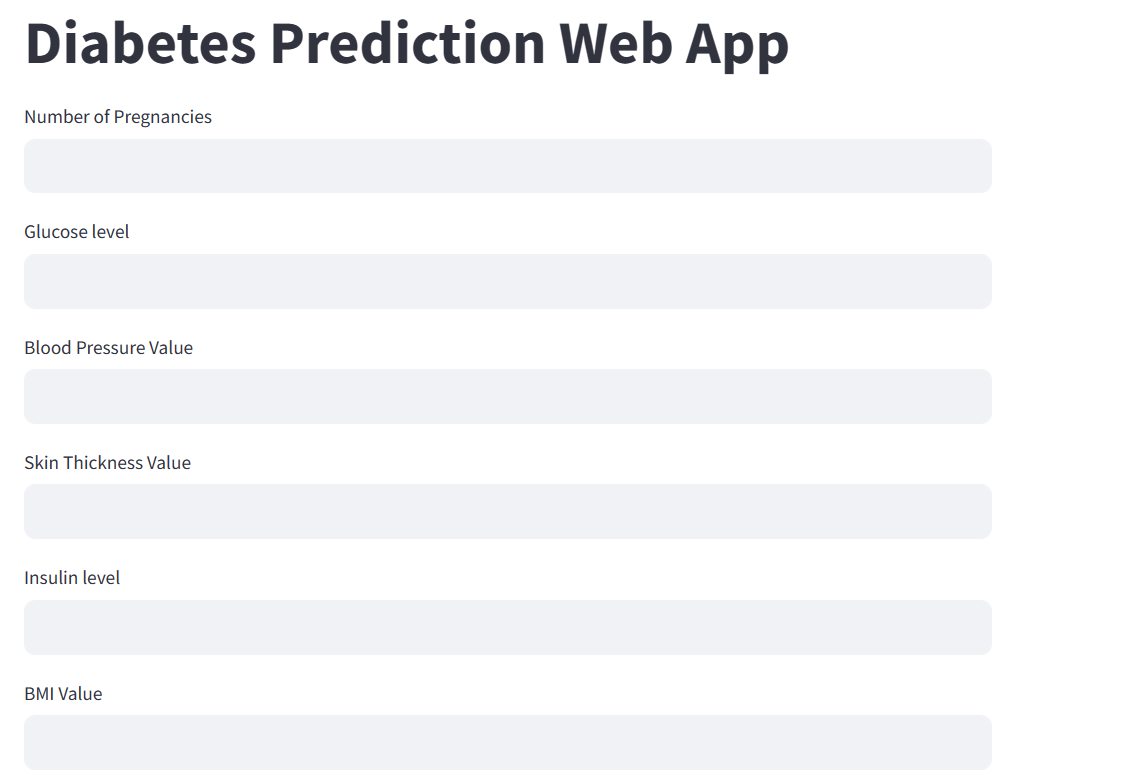 Diabetes Prediction Web App
Number of Pregnancies
Glucose level
Blood Pressure Value
Skin Thickness Value
Insulin level
BMI Value